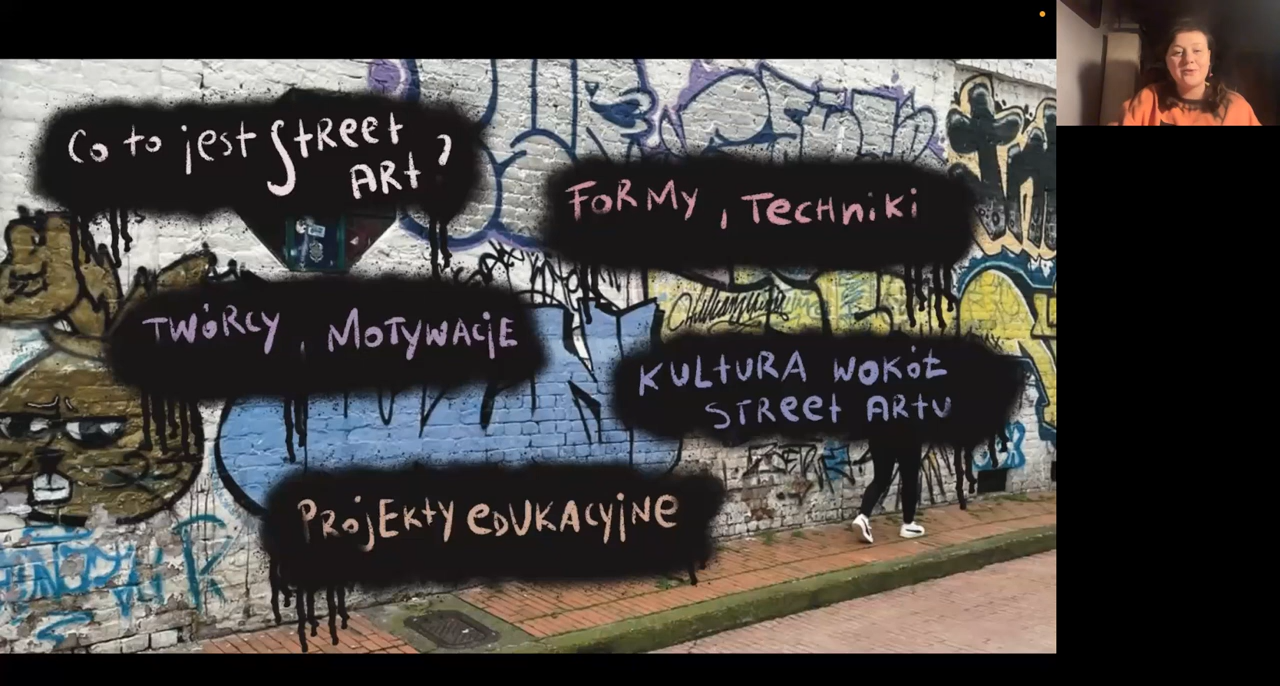 Co to jest STREET
ART?
FORMY, TECHNIKI
TWÓRCY, MOTYWACJE
KULTURA WOKÓŁ
STREET ARTU
PROJEKTY EDUKACYJNE